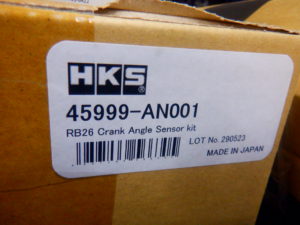 HKS
45999-AN001
RB26 Crank Angle Sensor kit
LOT No. 290523
MADE IN JAPAN